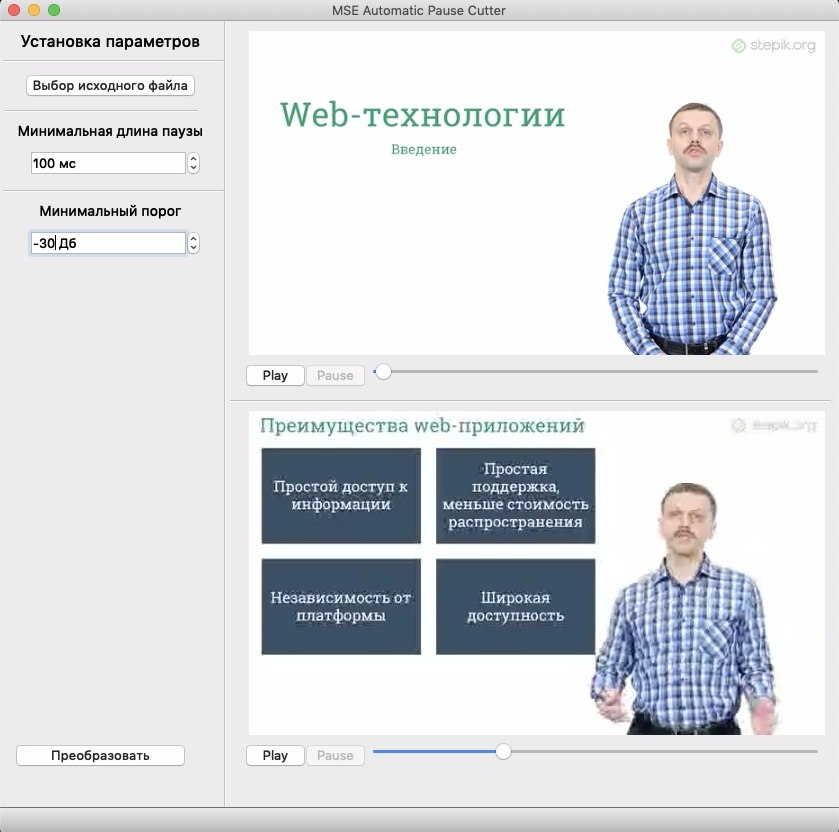 MSE Automatic Pause Cutter
Установка параметров
Выбор исходного файла
Минимальная длина паузы
100 мс
Минимальный порог
-30 Дб
Преобразовать
stepik.org
Web-технологии
Введение
Play
Pause
Преимущества web-приложений
stepik.org
Простой доступ к
информации
Простая
поддержка,
меньше стоимость
распространения
Независимость от
платформы
Широкая
доступность
Play
Pause